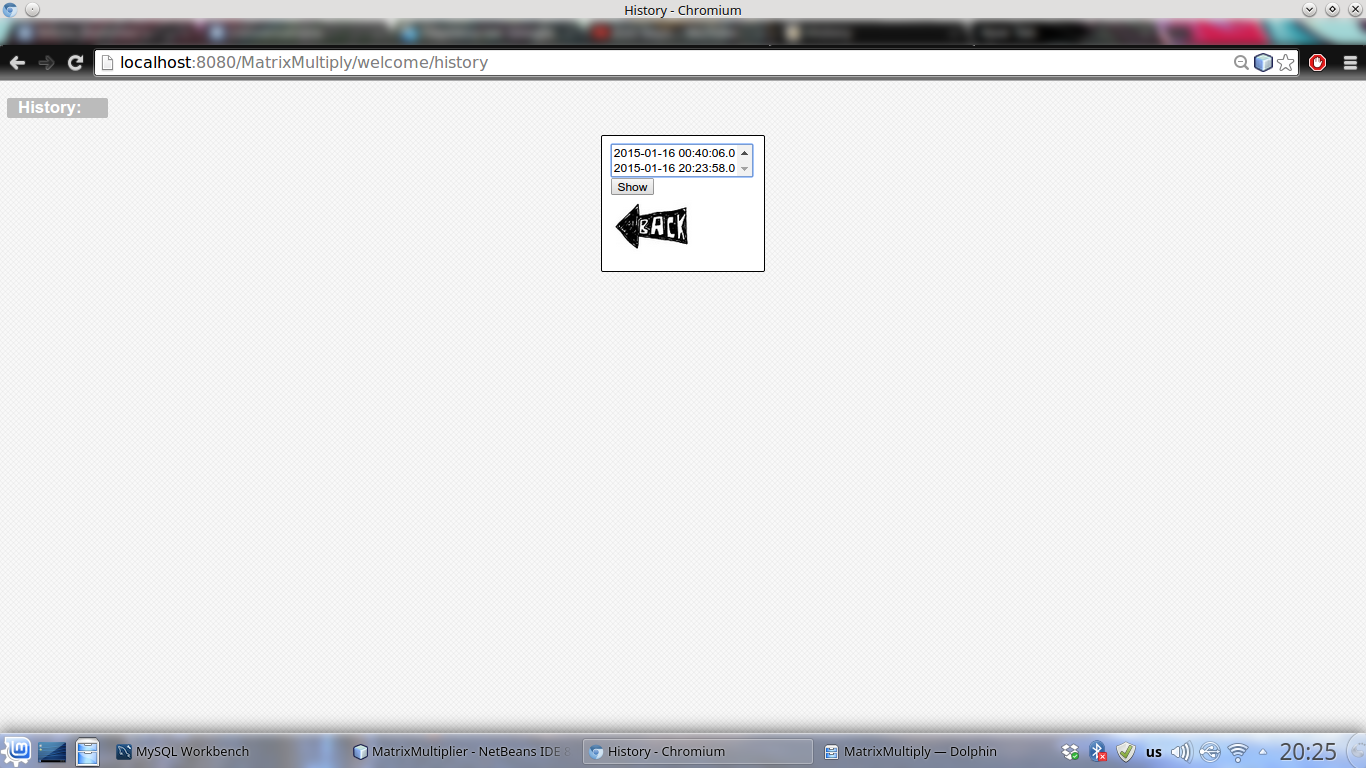 History - Chromium
localhost:8080/MatrixMultiply/welcome/history
History:
2015-01-16 00:40:06.0
2015-01-16 20:23:58.0
Show
BACK
MySQL Workbench
MatrixMultiplier - NetBeans IDE 8
History - Chromium
MatrixMultiply — Dolphin
us
20:25